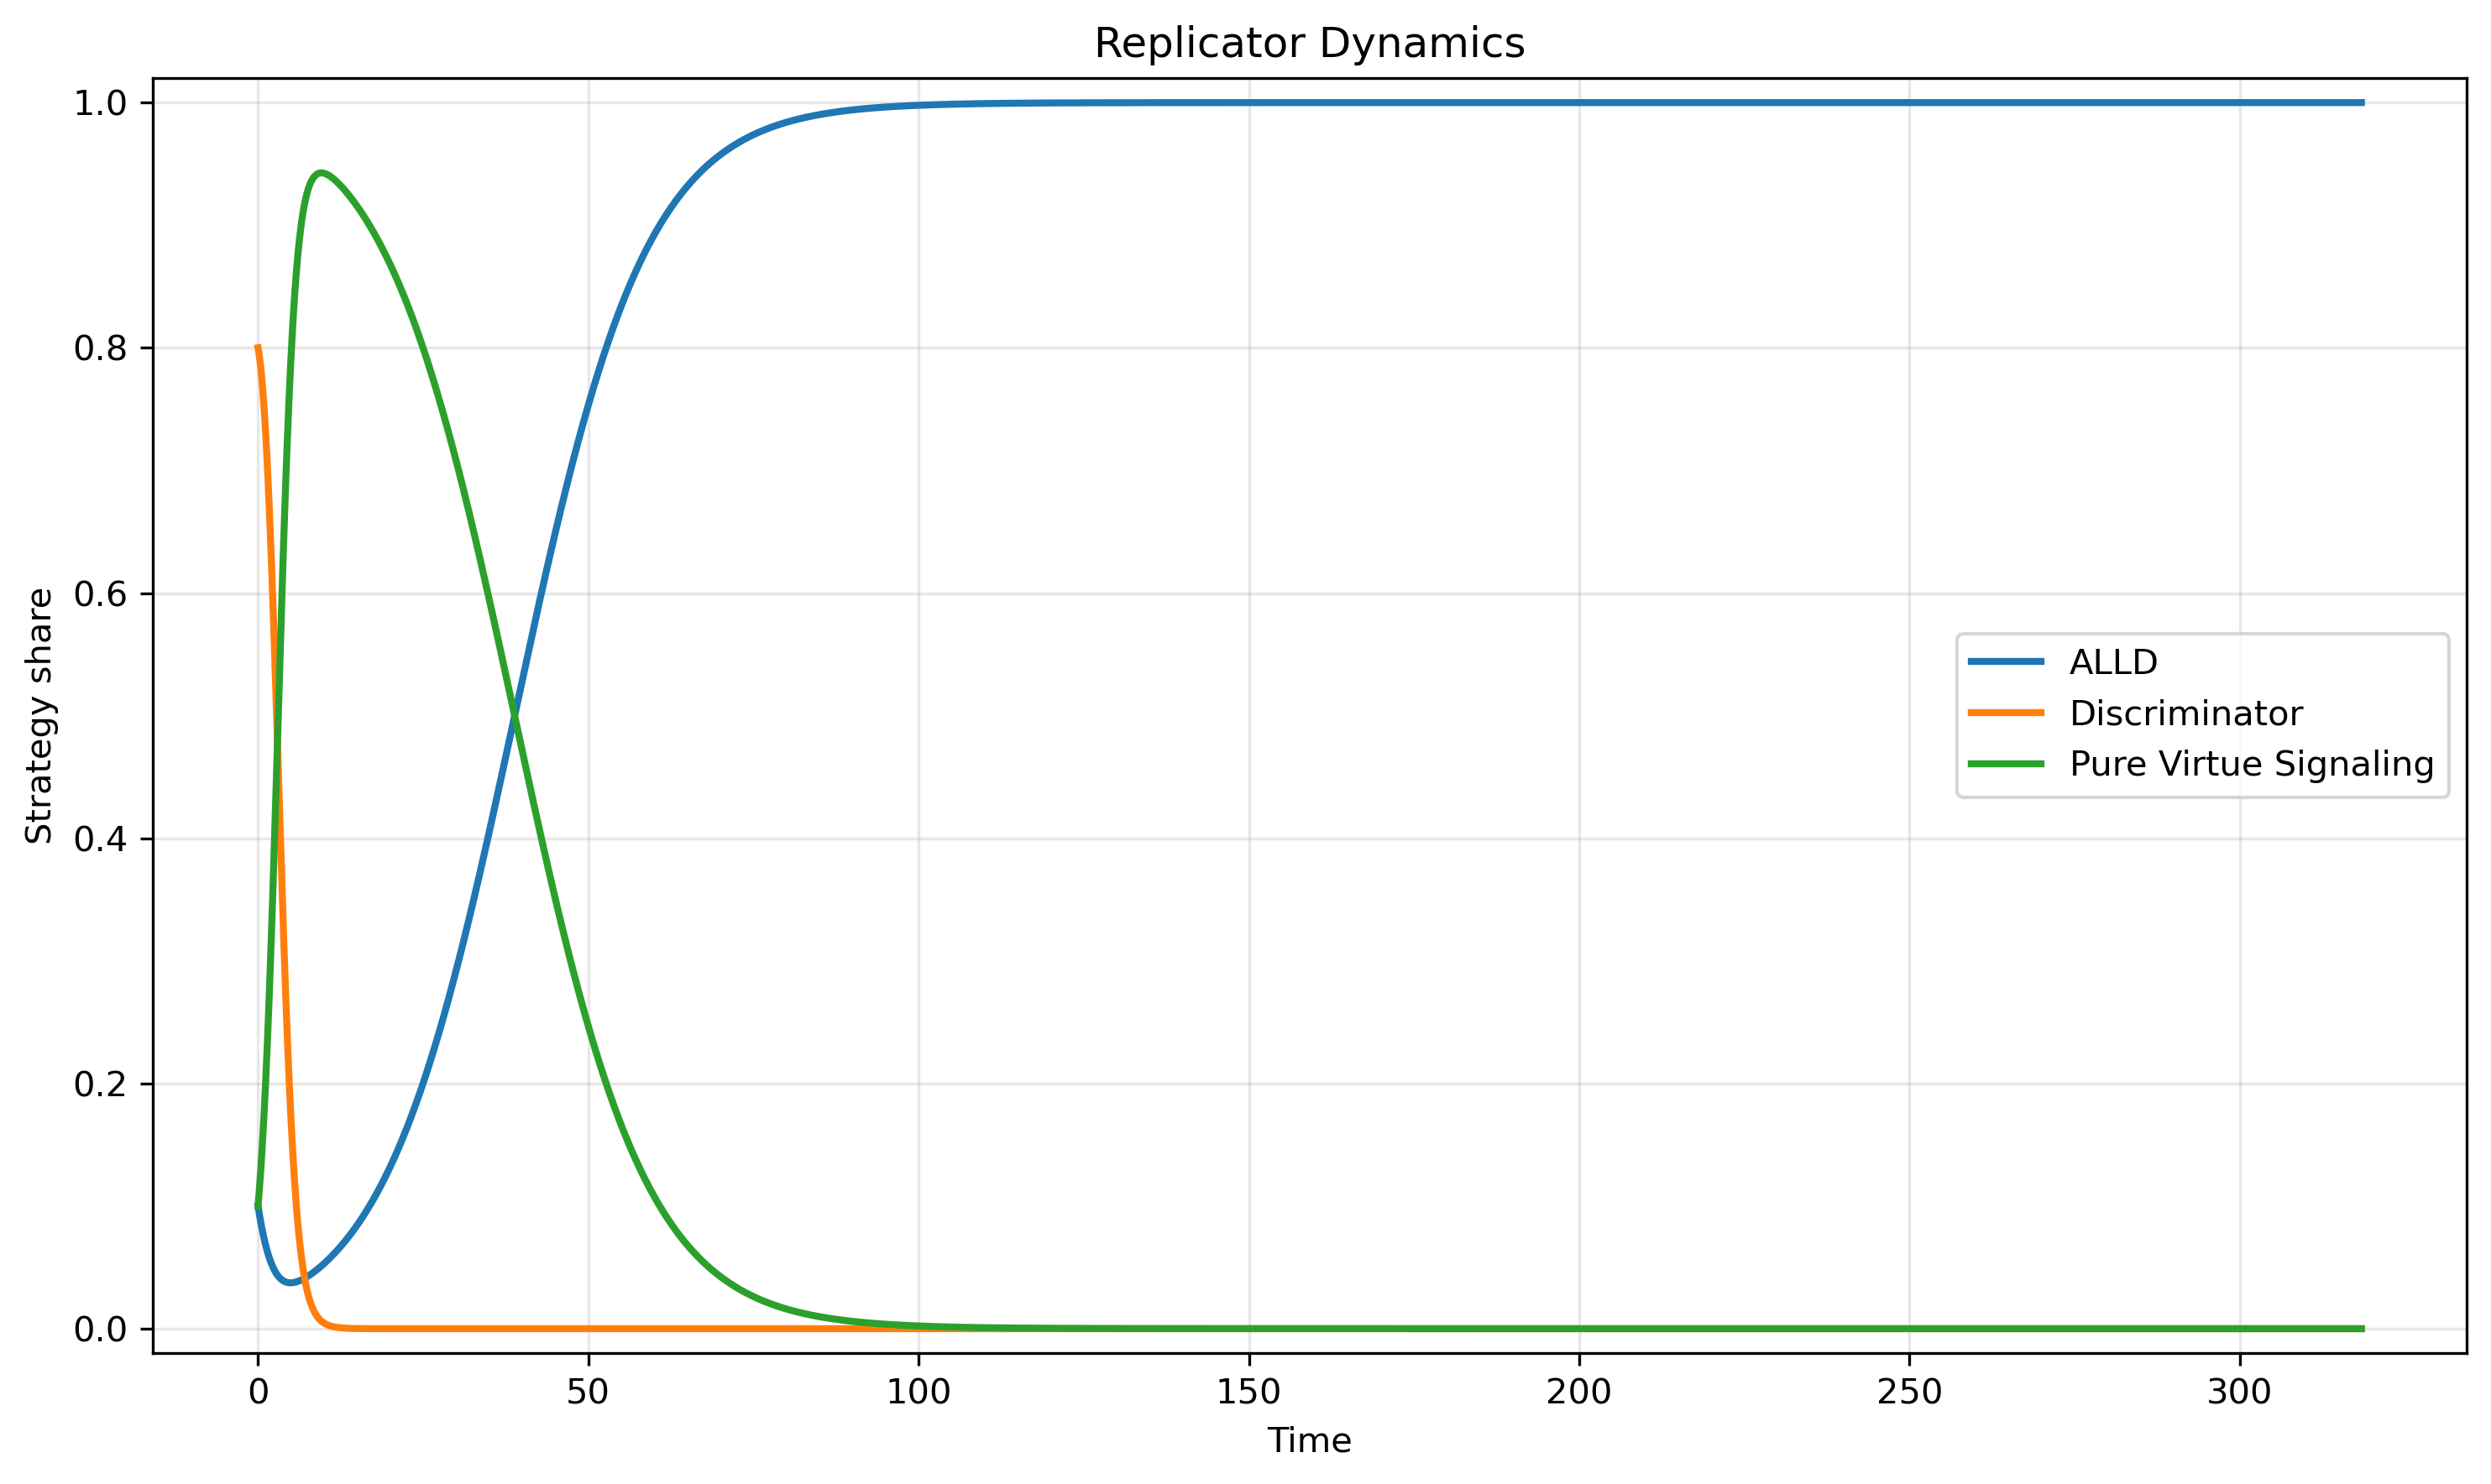 Replicator Dynamics
1.0
0.8
0.6
0.4
0.2
0.0
Strategy share
ALLD
Discriminator
Pure Virtue Signaling
0 50 100 150 200 250 300
Time